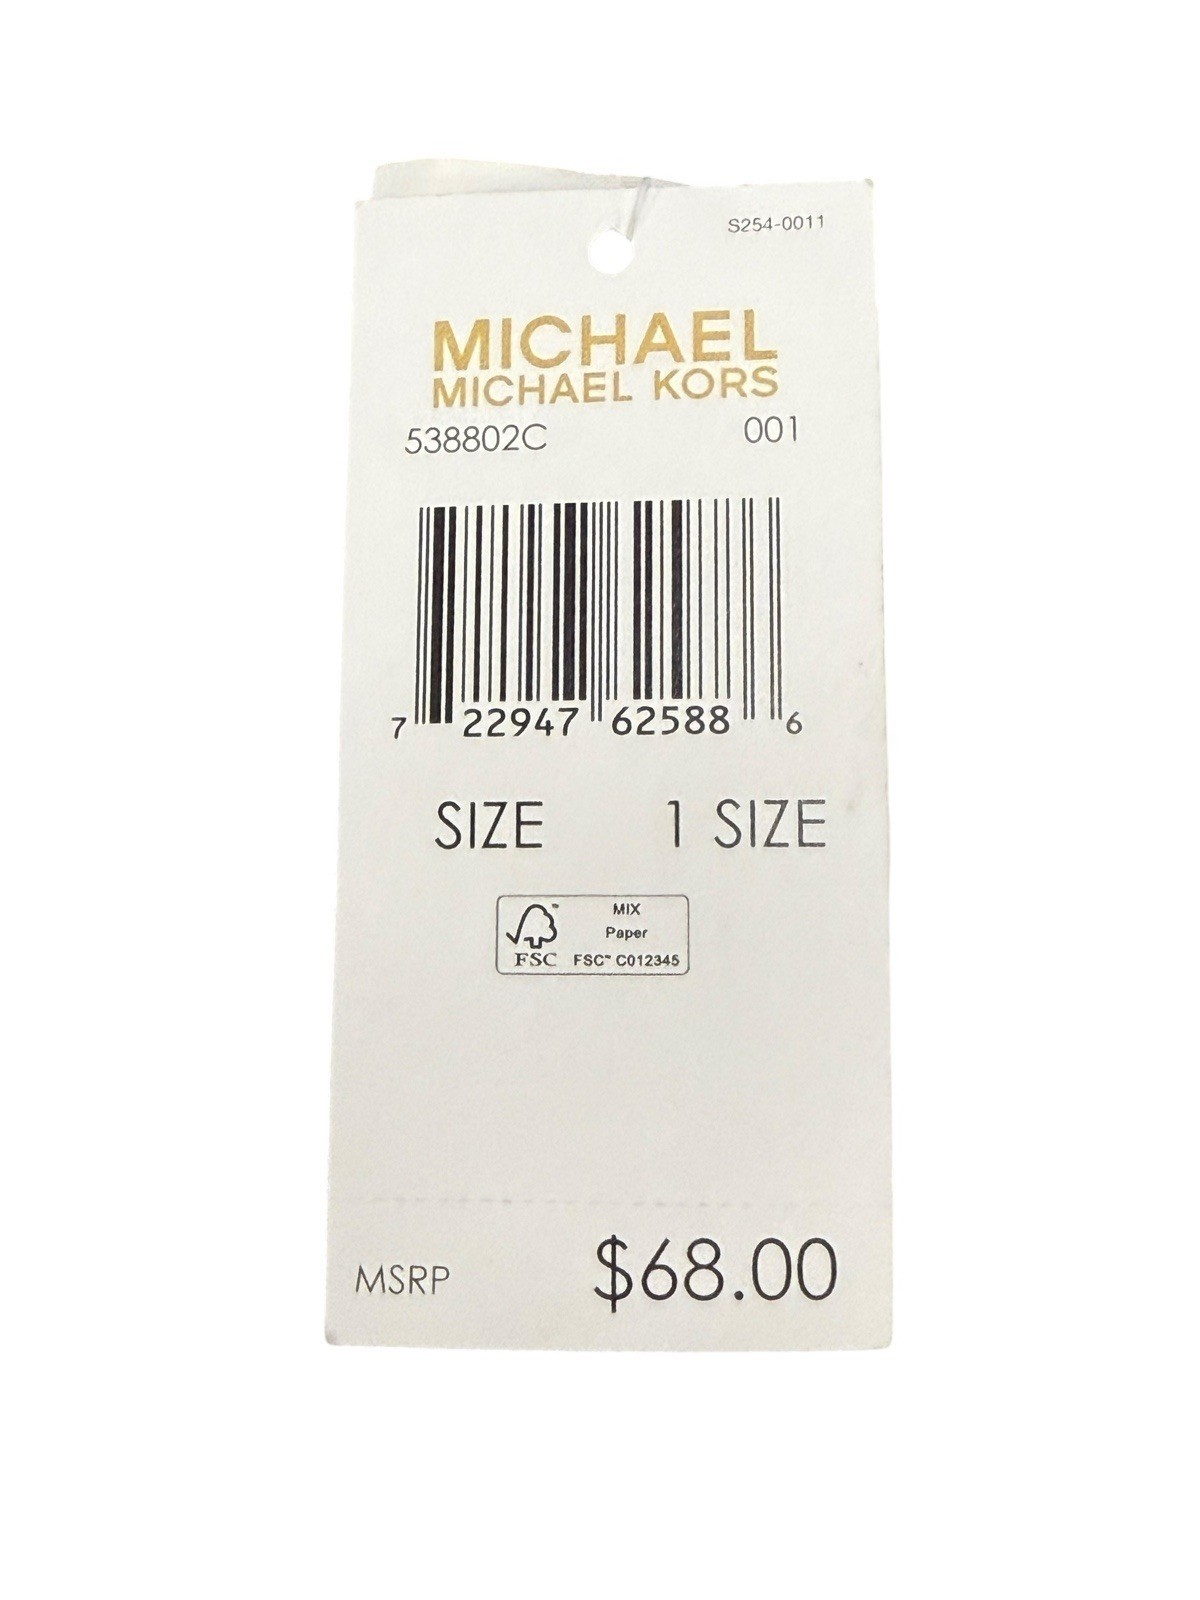 S254-0011
MICHAEL
MICHAEL KORS
538802C 001
7 22947 62588 6
SIZE 1 SIZE
MIX
Paper
FSC FSC™ C012345
MSRP $68.00